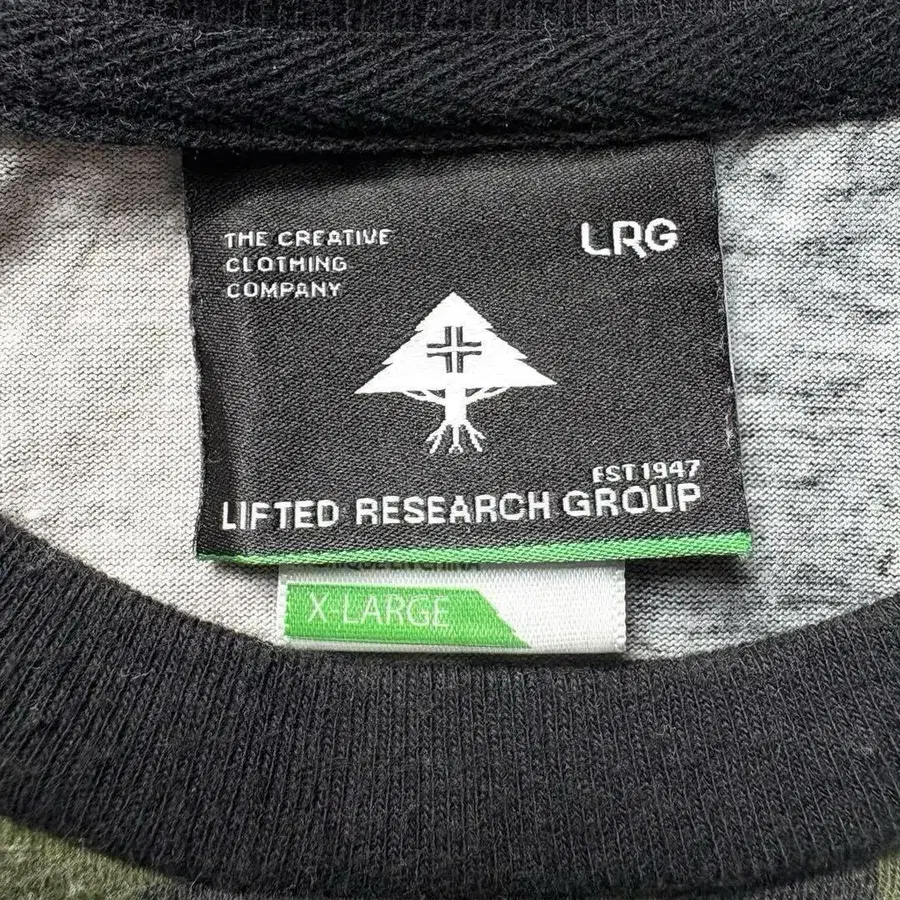 THE CREATIVE
CLOTHING
COMPANY
LRG
EST 1947
LIFTED RESEARCH GROUP
X-LARGE